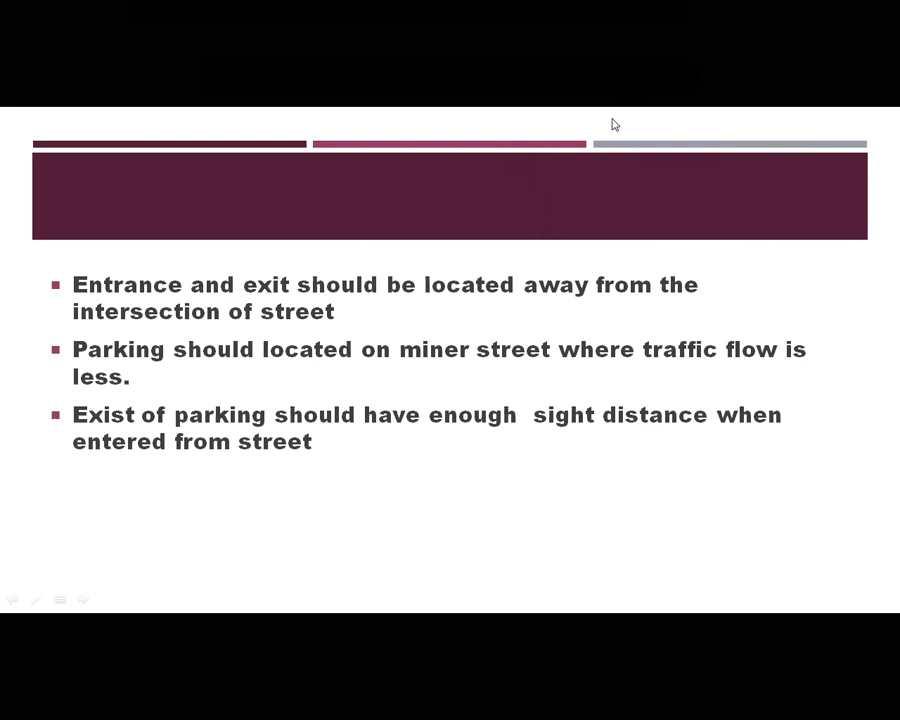 Entrance and exit should be located away from the
intersection of street
Parking should located on miner street where traffic flow is
less.
Exist of parking should have enough  sight distance when
entered from street